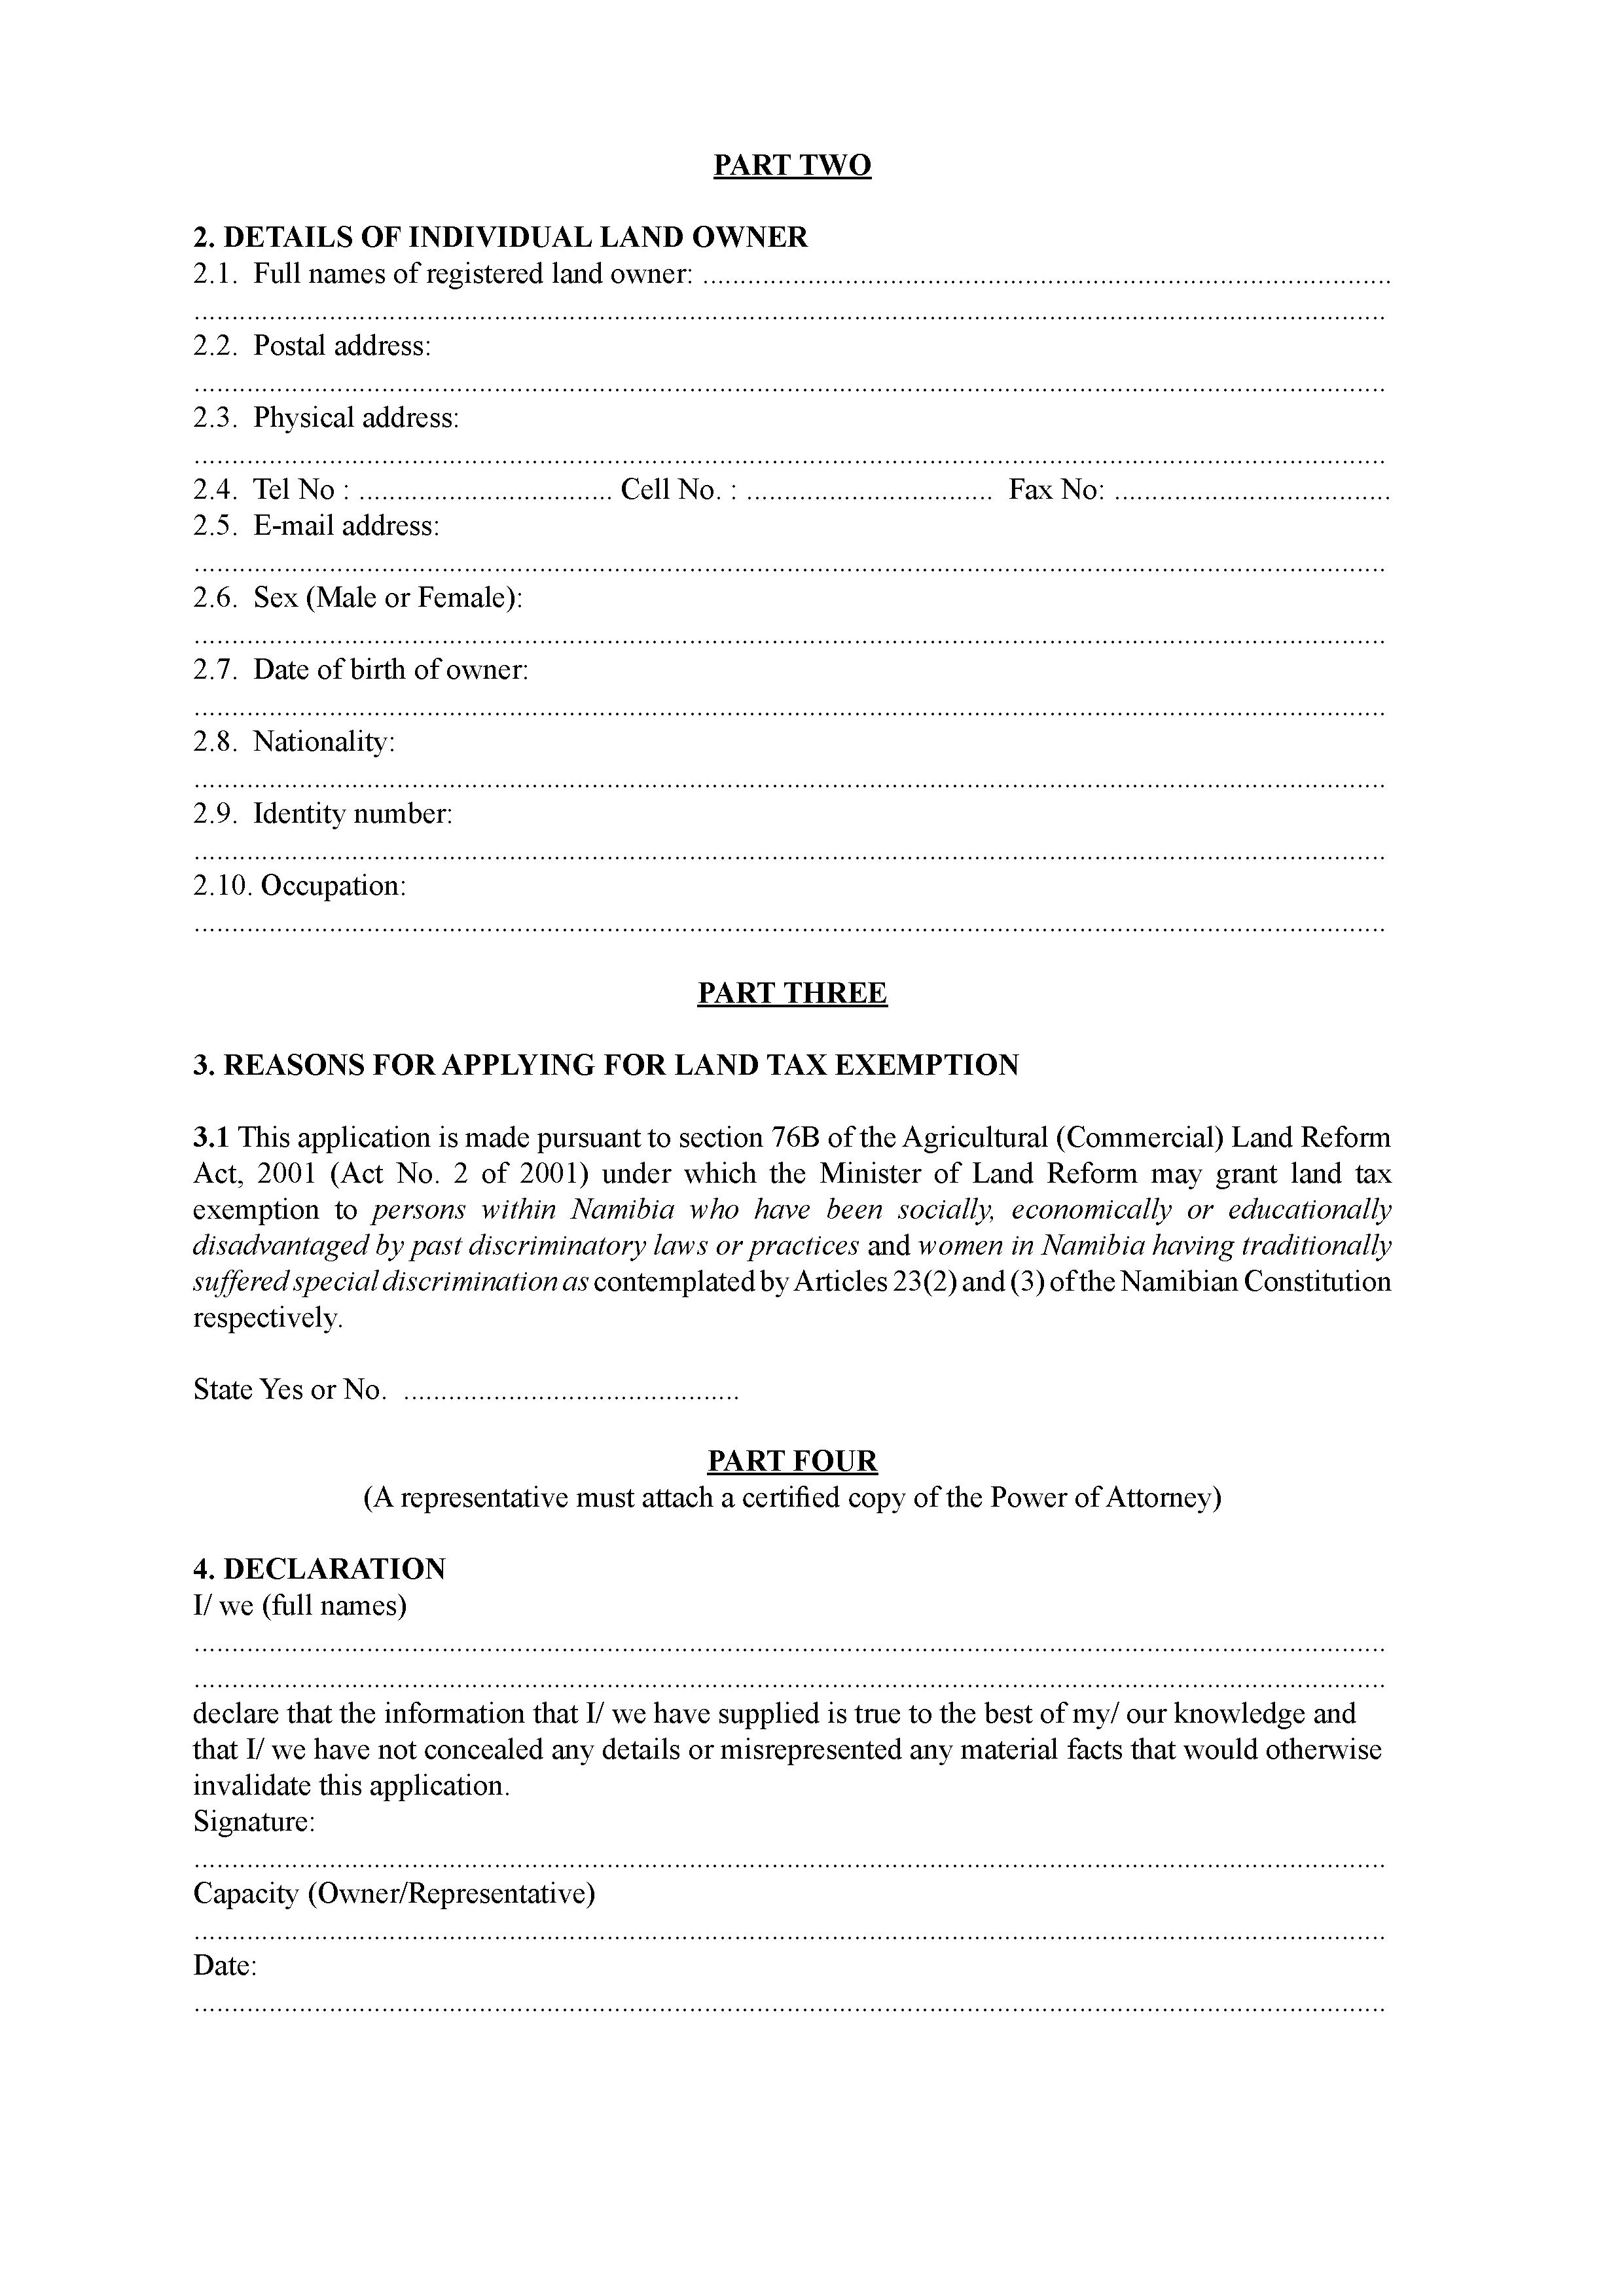 PART TWO
2. DETAILS OF INDIVIDUAL LAND OWNER
2.1. Full names of registered land owner: ............................................................................................
................................................................................................................................................................
2.2. Postal address:
................................................................................................................................................................
2.3. Physical address:
................................................................................................................................................................
2.4. Tel No : .................................. Cell No. : ................................. Fax No: .....................................
2.5. E-mail address:
................................................................................................................................................................
2.6. Sex (Male or Female):
................................................................................................................................................................
2.7. Date of birth of owner:
................................................................................................................................................................
2.8. Nationality:
................................................................................................................................................................
2.9. Identity number:
................................................................................................................................................................
2.10. Occupation:
................................................................................................................................................................
PART THREE
3. REASONS FOR APPLYING FOR LAND TAX EXEMPTION
3.1 This application is made pursuant to section 76B of the Agricultural (Commercial) Land Reform
Act, 2001 (Act No. 2 of 2001) under which the Minister of Land Reform may grant land tax
exemption to persons within Namibia who have been socially, economically or educationally
disadvantaged by past discriminatory laws or practices and women in Namibia having traditionally
suffered special discrimination as contemplated by Articles 23(2) and (3) of the Namibian Constitution
respectively.
State Yes or No. .............................................
PART FOUR
(A representative must attach a certified copy of the Power of Attorney)
4. DECLARATION
I/ we (full names)
................................................................................................................................................................
................................................................................................................................................................
declare that the information that I/ we have supplied is true to the best of my/ our knowledge and
that I/ we have not concealed any details or misrepresented any material facts that would otherwise
invalidate this application.
Signature:
................................................................................................................................................................
Capacity (Owner/Representative)
................................................................................................................................................................
Date:
................................................................................................................................................................